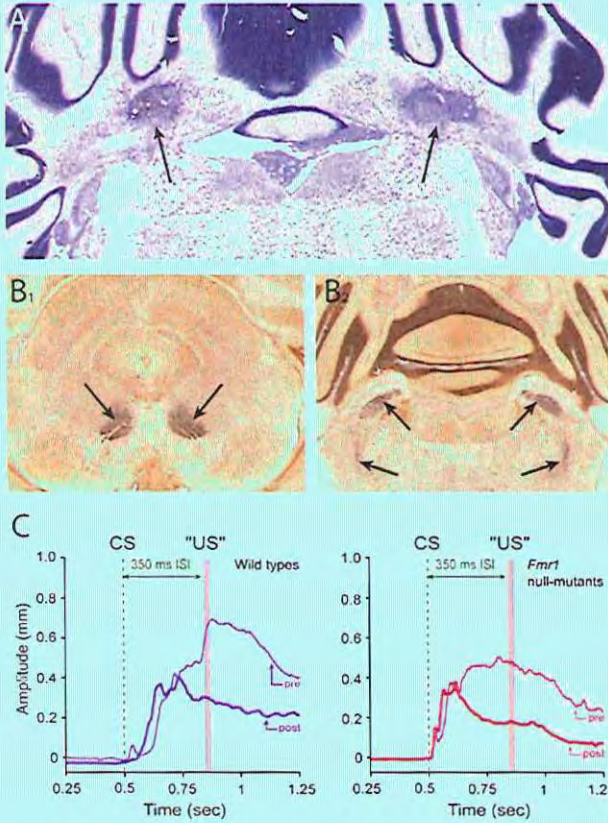 A
B1
B2
C
CS
"US"
350 ms ISI
Wild types
Amplitude (mm)
1.0
0.8
0.6
0.4
0.2
0
pre
post
0.25
0.5
0.75
1
1.25
Time (sec)
CS
"US"
350 ms ISI
Fmr1
null-mutants
1.0
0.8
0.6
0.4
0.2
0
pre
post
0.25
0.5
0.75
1
1.25
Time (sec)